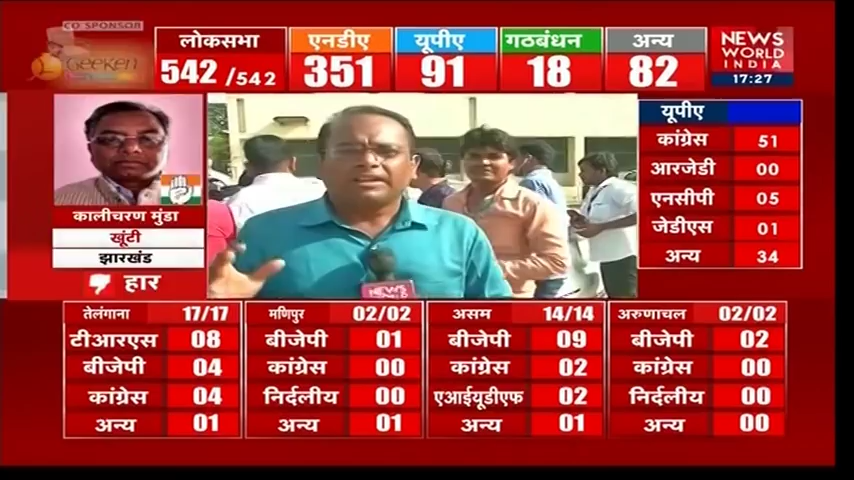 CO SPONSOR
GEEKEN
लोकसभा
542 /542
एनडीए
351
यूपीए
91
गठबंधन
18
अन्य
82
NEWS
WORLD
INDIA
17:27
कालीचरण मुंडा
खूंटी
झारखंड
हार
NEWS
यूपीए
कांग्रेस 51
आरजेडी 00
एनसीपी 05
जेडीएस 01
अन्य 34
तेलंगाना 17/17
टीआरएस 08
बीजेपी 04
कांग्रेस 04
अन्य 01
मणिपुर 02/02
बीजेपी 01
कांग्रेस 00
निर्दलीय 00
अन्य 01
असम 14/14
बीजेपी 09
कांग्रेस 02
एआईयूडीएफ 02
अन्य 01
अरुणाचल 02/02
बीजेपी 02
कांग्रेस 00
निर्दलीय 00
अन्य 00